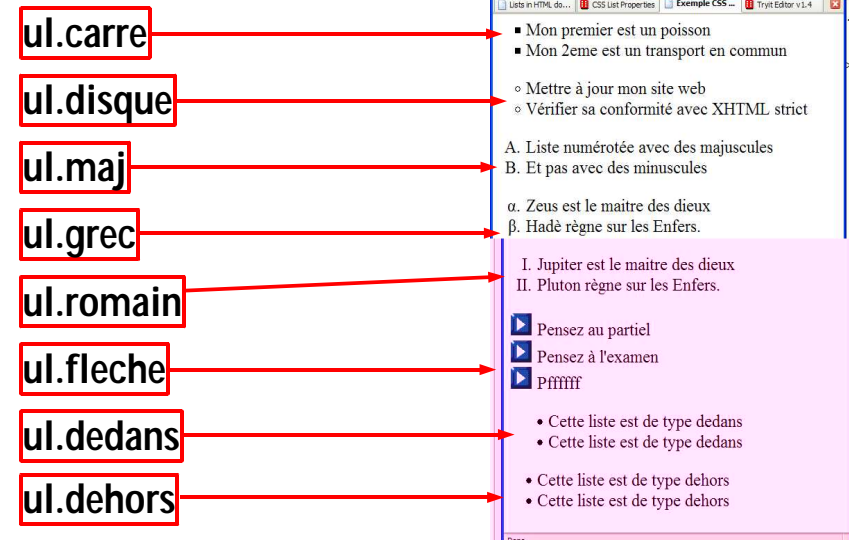 Lists in HTML do... CSS List Properties Exemple CSS ... Tryit Editor v1.4
ul.carre
■ Mon premier est un poisson
■ Mon 2eme est un transport en commun
ul.disque
○ Mettre à jour mon site web
○ Vérifier sa conformité avec XHTML strict
ul.maj
A. Liste numérotée avec des majuscules
B. Et pas avec des minuscules
ul.grec
α. Zeus est le maitre des dieux
β. Hadè règne sur les Enfers.
ul.romain
I. Jupiter est le maitre des dieux
II. Pluton règne sur les Enfers.
ul.fleche
Pensez au partiel
Pensez à l'examen
Pffffff
ul.dedans
• Cette liste est de type dedans
• Cette liste est de type dedans
ul.dehors
• Cette liste est de type dehors
• Cette liste est de type dehors